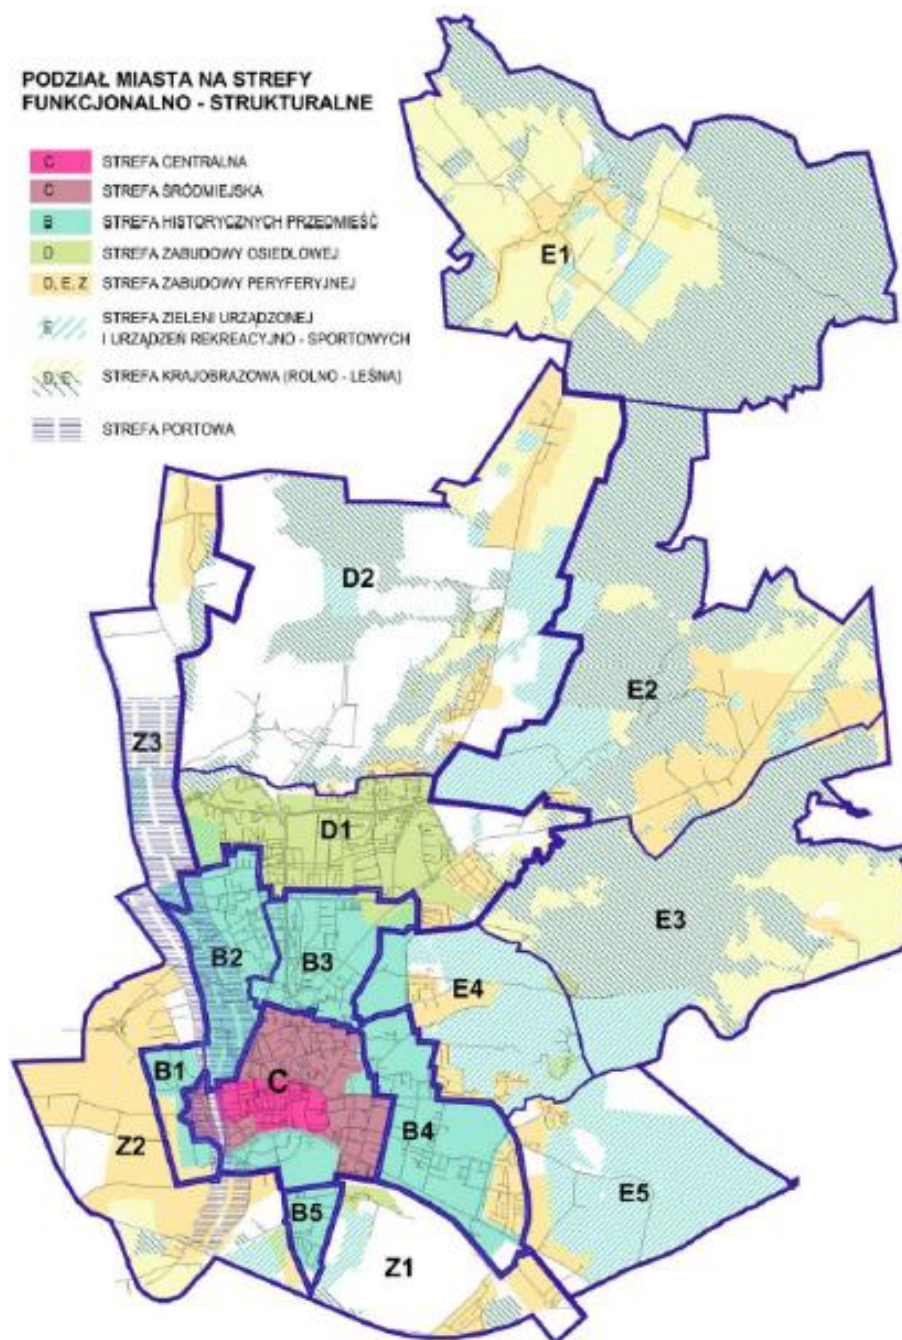 PODZIAŁ MIASTA NA STREFY
FUNKCJONALNO - STRUKTURALNE
C STREFA CENTRALNA
C STREFA ŚRÓDMIEJSKA
B STREFA HISTORYCZNYCH PRZEDMIEŚĆ
D STREFA ZABUDOWY OSIEDLOWEJ
D, E, Z STREFA ZABUDOWY PERYFERYJNEJ
E STREFA ZIELENI URZĄDZONEJ
I URZĄDZEŃ REKREACYJNO - SPORTOWYCH
D, E STREFA KRAJOBRAZOWA (ROLNO - LEŚNA)
STREFA PORTOWA
E1
D2
E2
Z3
D1
E3
B2
B3
E4
B1
C
B4
Z2
E5
B5
Z1